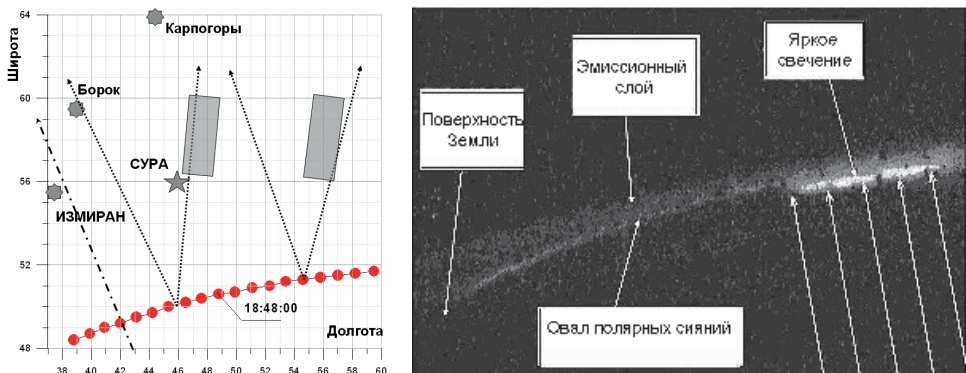 Широта
64
60
56
52
48
Карпогоры
Борок
СУРА
ИЗМИРАН
18:48:00
Долгота
38 40 42 44 46 48 50 52 54 56 58 60
Яркое
свечение
Эмиссионный
слой
Поверхность
Земли
Овал полярных сияний